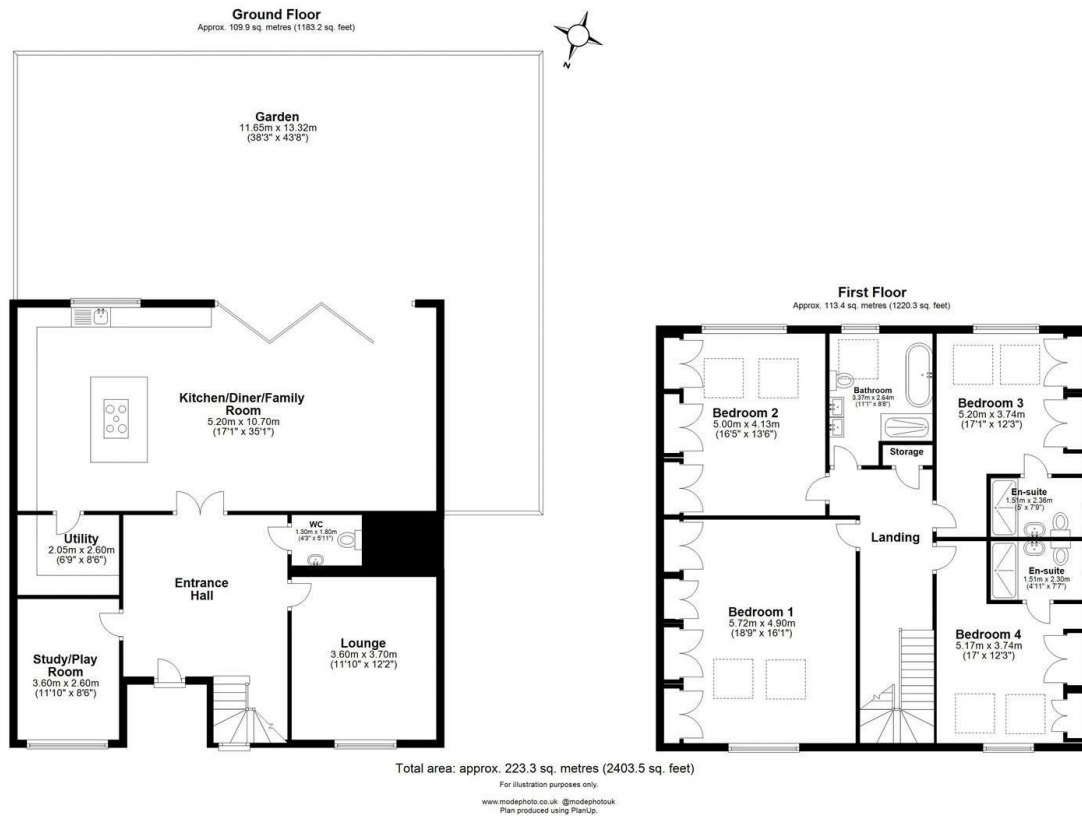 Ground Floor
Approx. 109.9 sq. metres (1183.2 sq. feet)
N
Garden
11.65m x 13.32m
(38'3" x 43'8")
Kitchen/Diner/Family
Room
5.20m x 10.70m
(17'1" x 35'1")
Utility
2.05m x 2.60m
(6'9" x 8'6")
WC
1.30m x 1.80m
(4'3" x 5'11")
Entrance
Hall
Study/Play
Room
3.60m x 2.60m
(11'10" x 8'6")
Lounge
3.60m x 3.70m
(11'10" x 12'2")
First Floor
Approx. 113.4 sq. metres (1220.3 sq. feet)
Bedroom 2
5.00m x 4.13m
(16'5" x 13'6")
Bathroom
3.37m x 2.64m
(11'1" x 8'8")
Storage
Bedroom 3
5.20m x 3.74m
(17'1" x 12'3")
En-suite
1.51m x 2.36m
(5' x 7'9")
Landing
En-suite
1.51m x 2.30m
(4'11" x 7'7")
Bedroom 1
5.72m x 4.90m
(18'9" x 16'1")
Bedroom 4
5.17m x 3.74m
(17' x 12'3")
Total area: approx. 223.3 sq. metres (2403.5 sq. feet)
For illustration purposes only.
www.modephoto.co.uk @modephotouk
Plan produced using PlanUp.